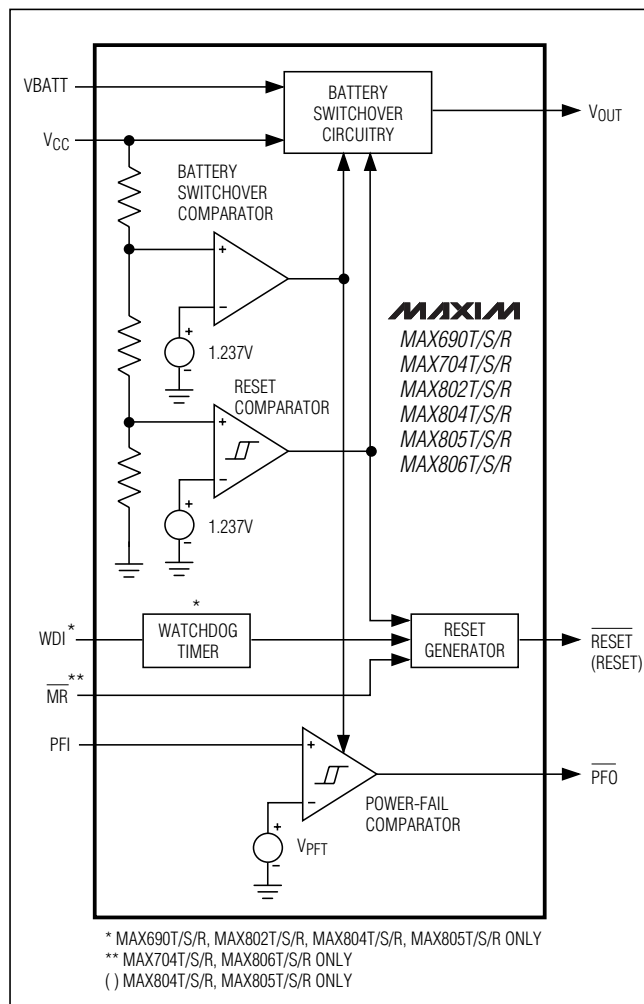 VBATT
BATTERY
SWITCHOVER
CIRCUITRY
VOUT
VCC
BATTERY
SWITCHOVER
COMPARATOR
+
−
+
−
1.237V
MAXIM
MAX690T/S/R
MAX704T/S/R
MAX802T/S/R
MAX804T/S/R
MAX805T/S/R
MAX806T/S/R
RESET
COMPARATOR
+
−
+
−
1.237V
*
WDI*
WATCHDOG
TIMER
RESET
GENERATOR
RESET
(RESET)
MR**
PFI
+
−
PFO
POWER-FAIL
COMPARATOR
+
−
VPFT
* MAX690T/S/R, MAX802T/S/R, MAX804T/S/R, MAX805T/S/R ONLY
** MAX704T/S/R, MAX806T/S/R ONLY
( ) MAX804T/S/R, MAX805T/S/R ONLY